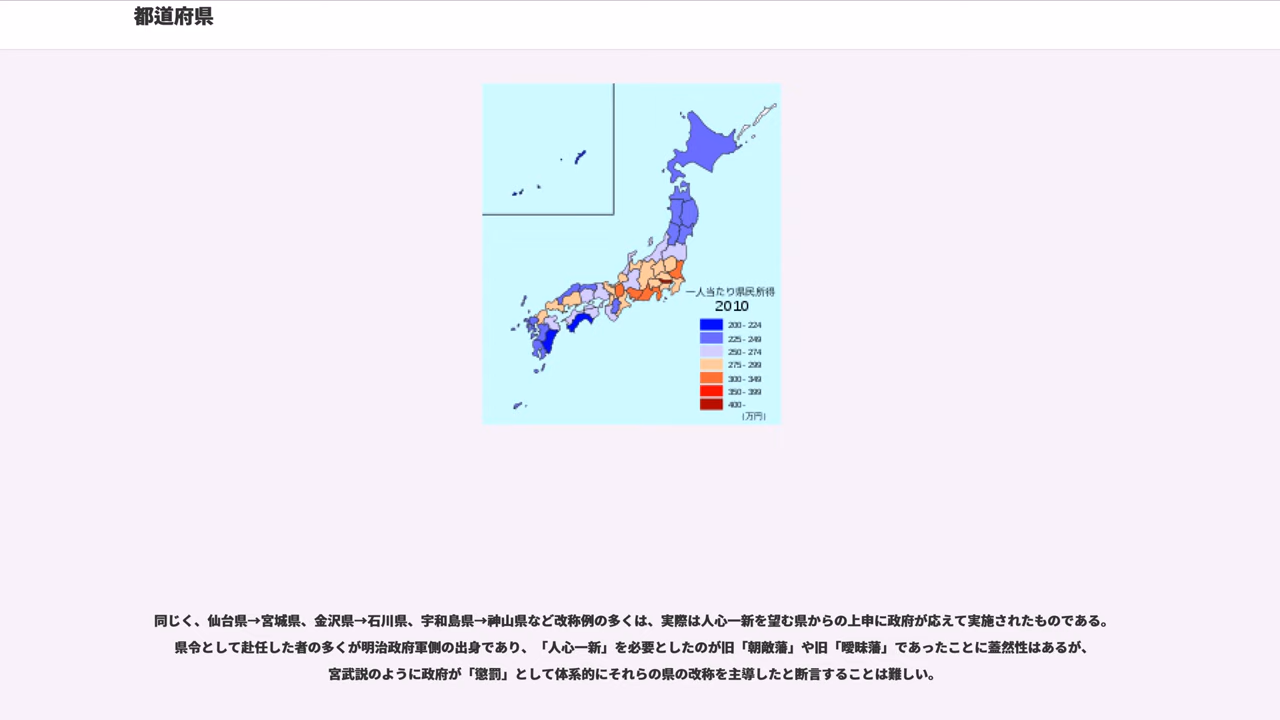 都道府県
一人当たり県民所得
2010
200 - 224
225 - 249
250 - 274
275 - 299
300 - 349
350 - 399
400 -
(万円)
同じく、仙台県→宮城県、金沢県→石川県、宇和島県→神山県など改称例の多くは、実際は人心一新を望む県からの上申に政府が応えて実施されたものである。
県令として赴任した者の多くが明治政府軍側の出身であり、「人心一新」を必要としたのが旧「朝敵藩」や旧「曖昧藩」であったことに蓋然性はあるが、
宮武説のように政府が「懲罰」として体系的にそれらの県の改称を主導したと断言することは難しい。